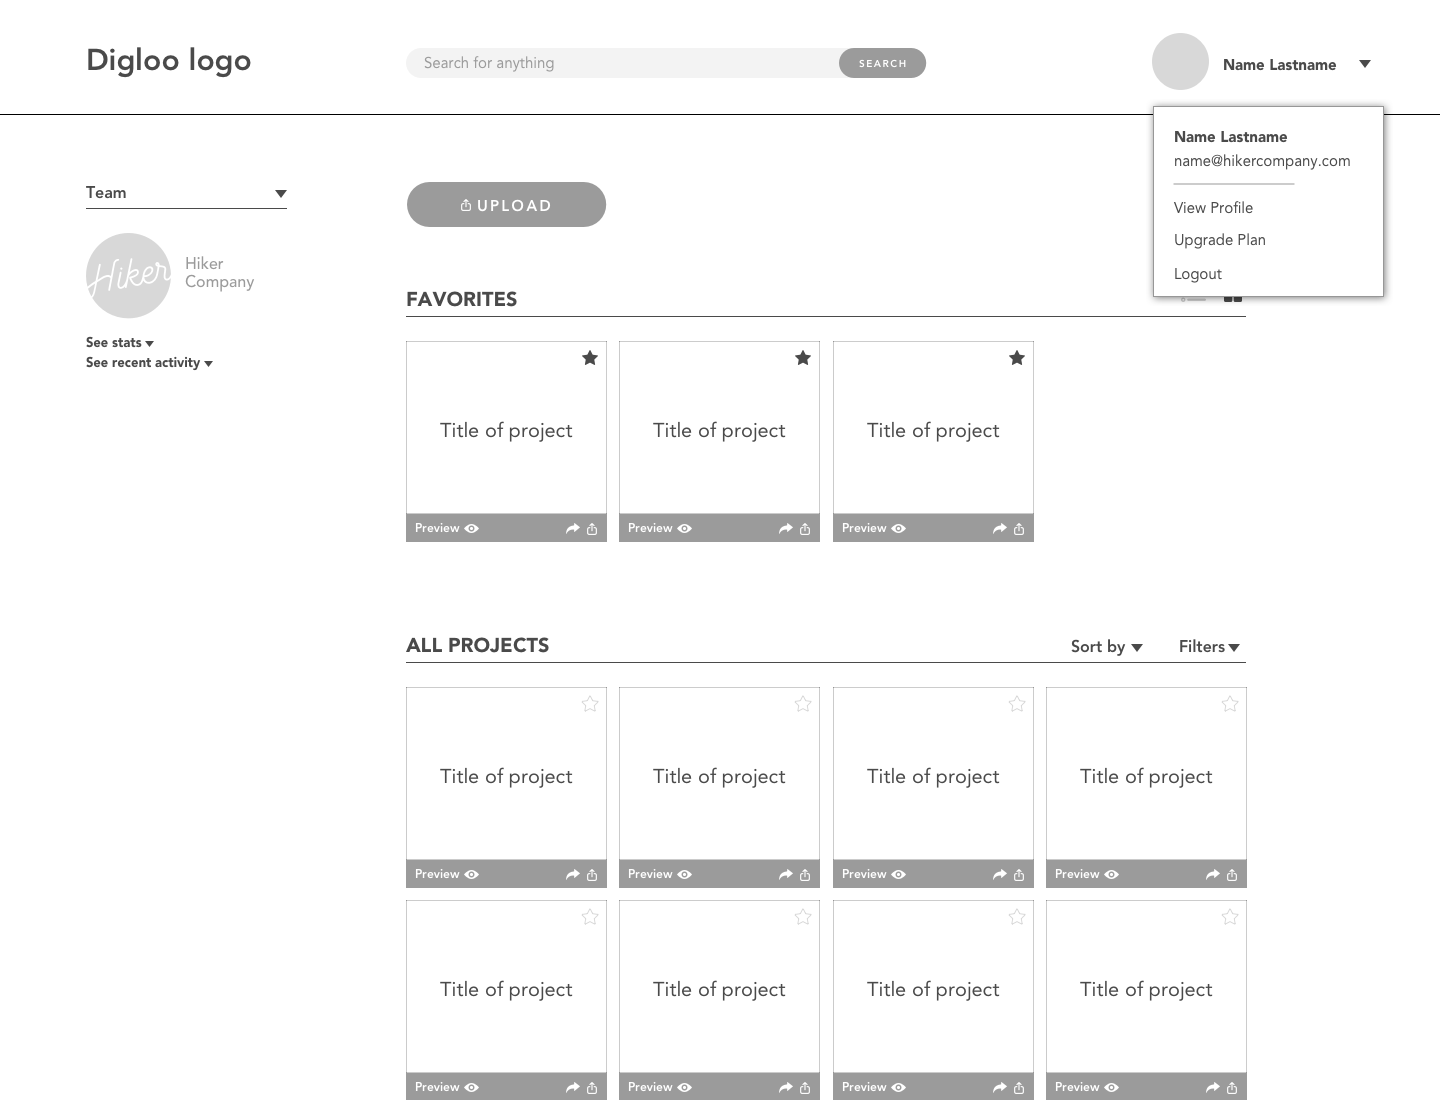 Digloo logo
Search for anything
SEARCH
Name Lastname
Name Lastname
name@hikercompany.com
View Profile
Upgrade Plan
Logout
Team
Hiker
Hiker
Company
See stats
See recent activity
UPLOAD
FAVORITES
Title of project
Title of project
Title of project
Preview
Preview
Preview
ALL PROJECTS
Sort by
Filters
Title of project
Title of project
Title of project
Title of project
Preview
Preview
Preview
Preview
Title of project
Title of project
Title of project
Title of project
Preview
Preview
Preview
Preview